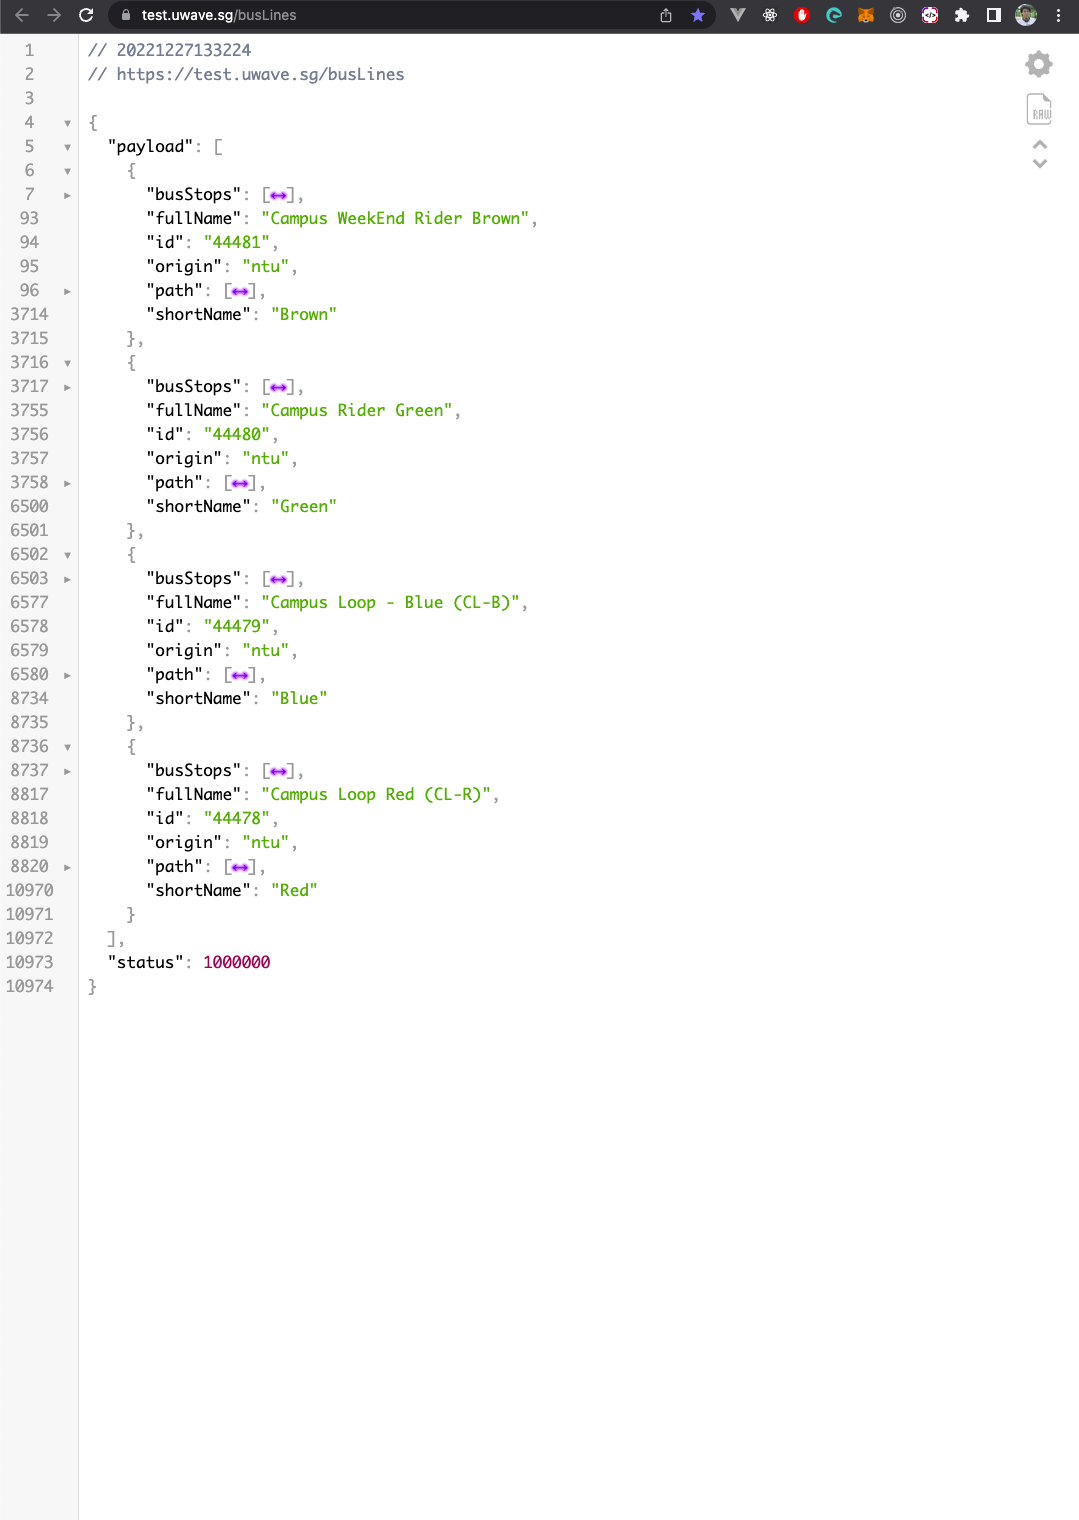 test.uwave.sg/busLines
1 // 20221227133224
2 // https://test.uwave.sg/busLines
3
4 {
5 "payload": [
6 {
7 "busStops": [↔],
93 "fullName": "Campus WeekEnd Rider Brown",
94 "id": "44481",
95 "origin": "ntu",
96 "path": [↔],
3714 "shortName": "Brown"
3715 },
3716 {
3717 "busStops": [↔],
3755 "fullName": "Campus Rider Green",
3756 "id": "44480",
3757 "origin": "ntu",
3758 "path": [↔],
6500 "shortName": "Green"
6501 },
6502 {
6503 "busStops": [↔],
6577 "fullName": "Campus Loop - Blue (CL-B)",
6578 "id": "44479",
6579 "origin": "ntu",
6580 "path": [↔],
8734 "shortName": "Blue"
8735 },
8736 {
8737 "busStops": [↔],
8817 "fullName": "Campus Loop Red (CL-R)",
8818 "id": "44478",
8819 "origin": "ntu",
8820 "path": [↔],
10970 "shortName": "Red"
10971 }
10972 ],
10973 "status": 1000000
10974 }
RAW